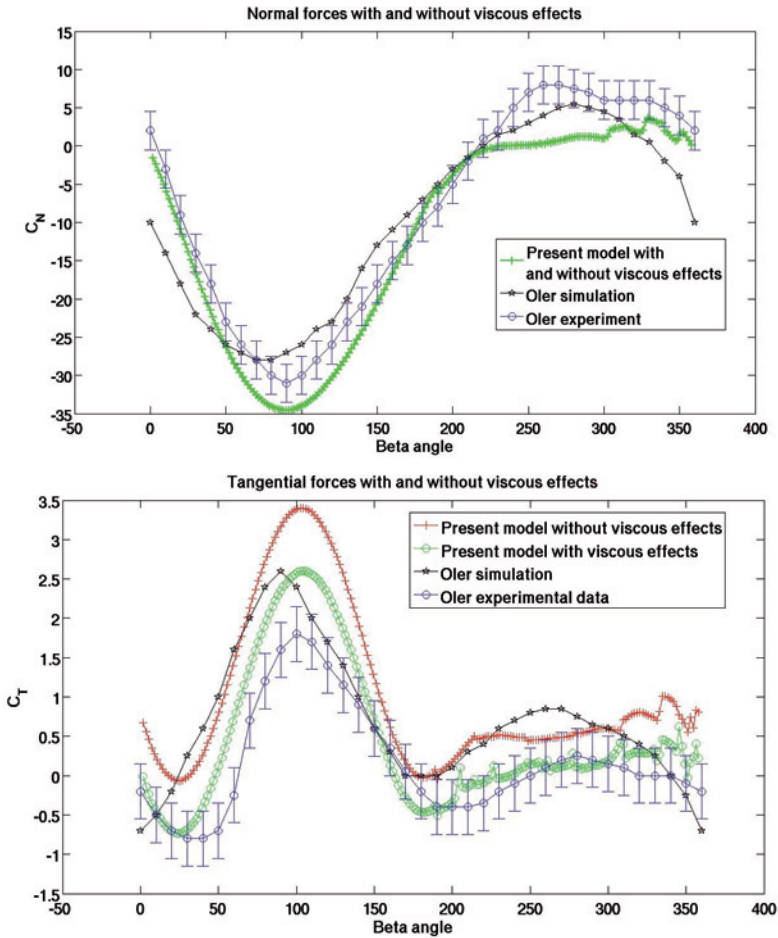 Normal forces with and without viscous effects
15
10
5
0
-5
-10
-15
-20
-25
-30
-35
C_N
Present model with
and without viscous effects
Oler simulation
Oler experiment
-50 0 50 100 150 200 250 300 350 400
Beta angle
Tangential forces with and without viscous effects
3.5
3
2.5
2
1.5
1
0.5
0
-0.5
-1
-1.5
C_T
Present model without viscous effects
Present model with viscous effects
Oler simulation
Oler experimental data
-50 0 50 100 150 200 250 300 350 400
Beta angle